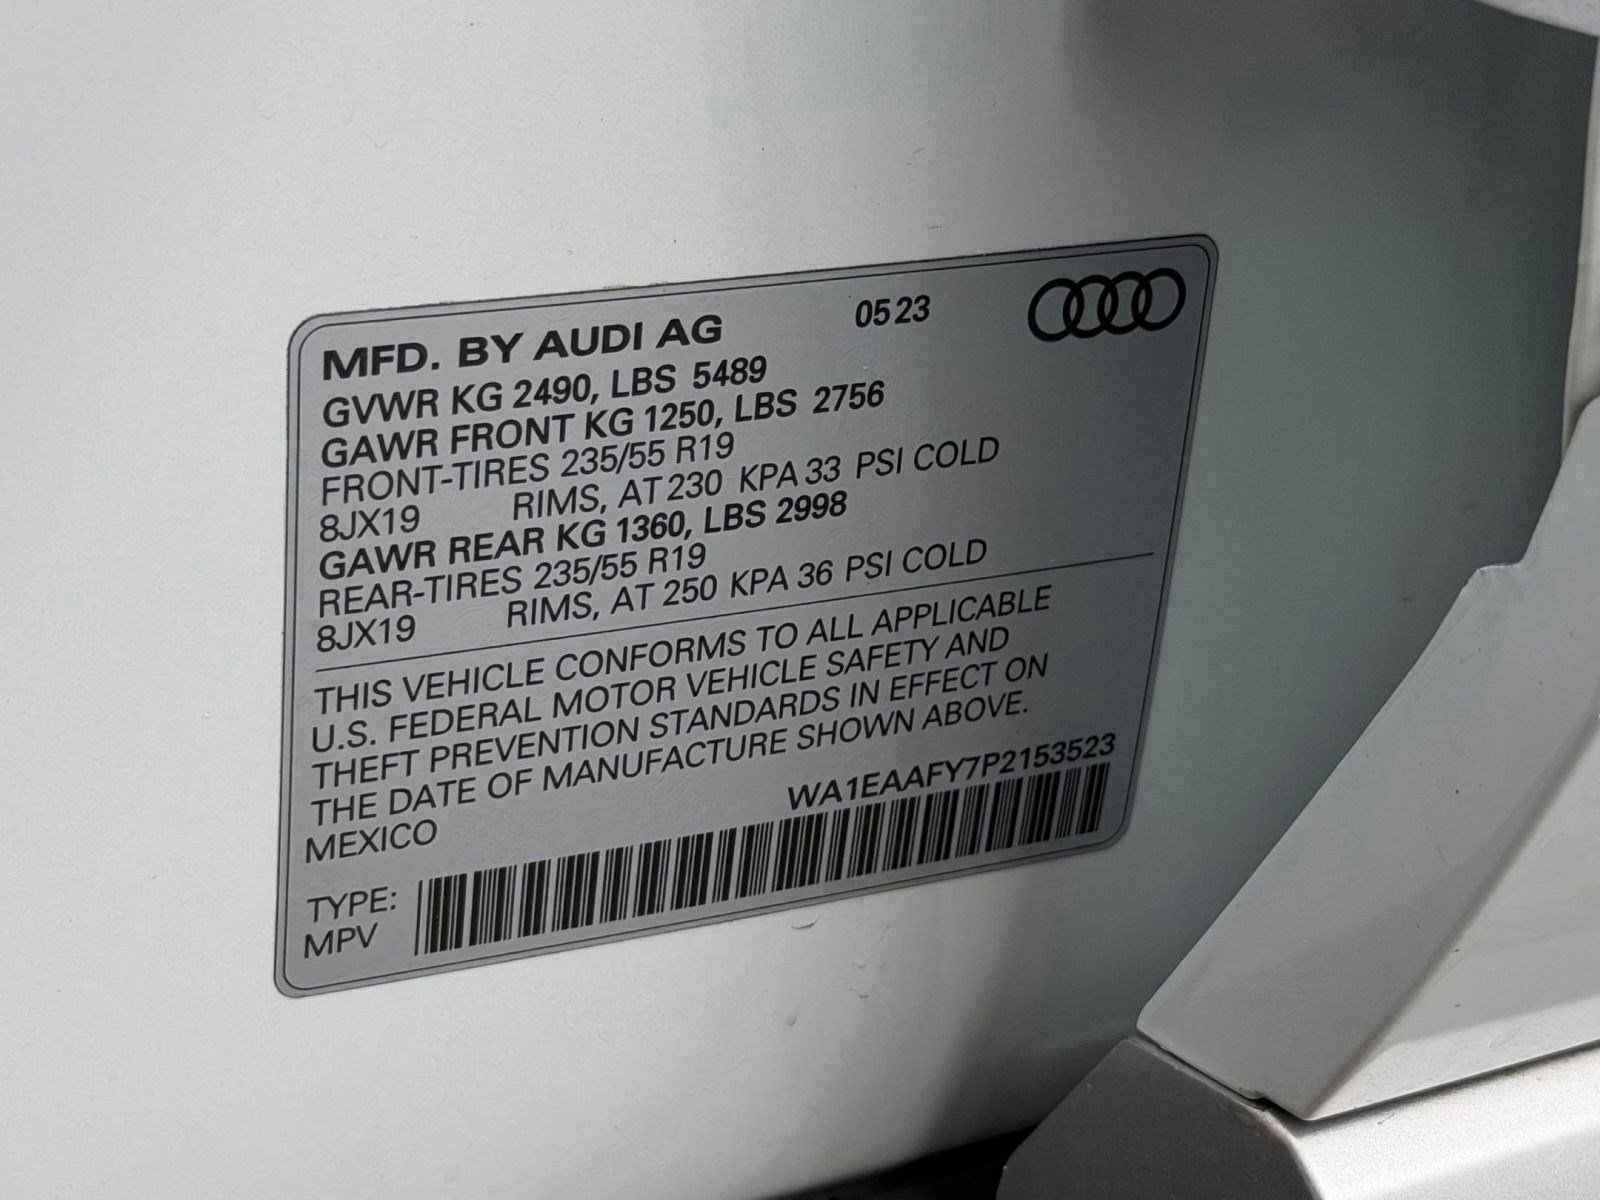 MFD. BY AUDI AG 05 23
GVWR KG 2490, LBS 5489
GAWR FRONT KG 1250, LBS 2756
FRONT-TIRES 235/55 R19
8JX19 RIMS, AT 230 KPA 33 PSI COLD
GAWR REAR KG 1360, LBS 2998
REAR-TIRES 235/55 R19
8JX19 RIMS, AT 250 KPA 36 PSI COLD
THIS VEHICLE CONFORMS TO ALL APPLICABLE
U.S. FEDERAL MOTOR VEHICLE SAFETY AND
THEFT PREVENTION STANDARDS IN EFFECT ON
THE DATE OF MANUFACTURE SHOWN ABOVE.
MEXICO WA1EAAFY7P2153523
TYPE:
MPV